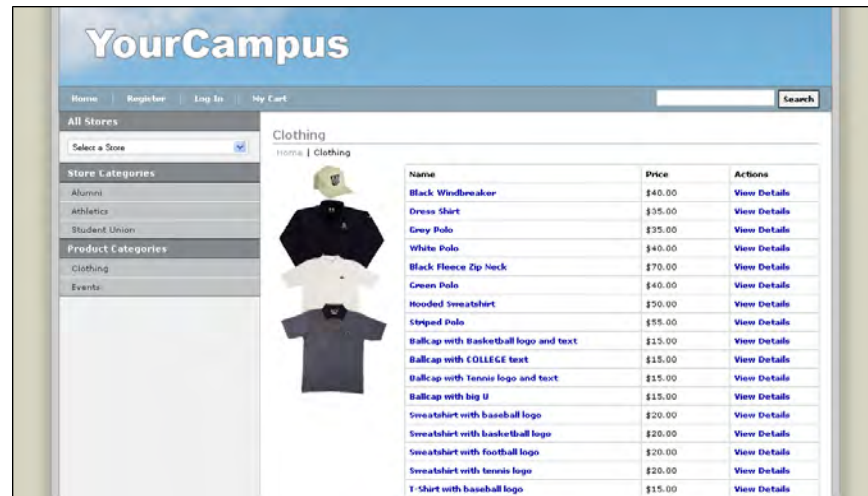 YourCampus
Home | Register | Log In | My Cart
Search
All Stores
Select a Store
Store Categories
Alumni
Athletics
Student Union
Product Categories
Clothing
Events
Clothing
Home | Clothing
Name Price Actions
Black Windbreaker $40.00 View Details
Dress Shirt $35.00 View Details
Grey Polo $35.00 View Details
White Polo $40.00 View Details
Black Fleece Zip Neck $70.00 View Details
Green Polo $40.00 View Details
Hooded Sweatshirt $50.00 View Details
Striped Polo $55.00 View Details
Ballcap with Basketball logo and text $15.00 View Details
Ballcap with COLLEGE text $15.00 View Details
Ballcap with Tennis logo and text $15.00 View Details
Ballcap with big U $15.00 View Details
Sweatshirt with baseball logo $20.00 View Details
Sweatshirt with basketball logo $20.00 View Details
Sweatshirt with football logo $20.00 View Details
Sweatshirt with tennis logo $20.00 View Details
T-Shirt with baseball logo $15.00 View Details